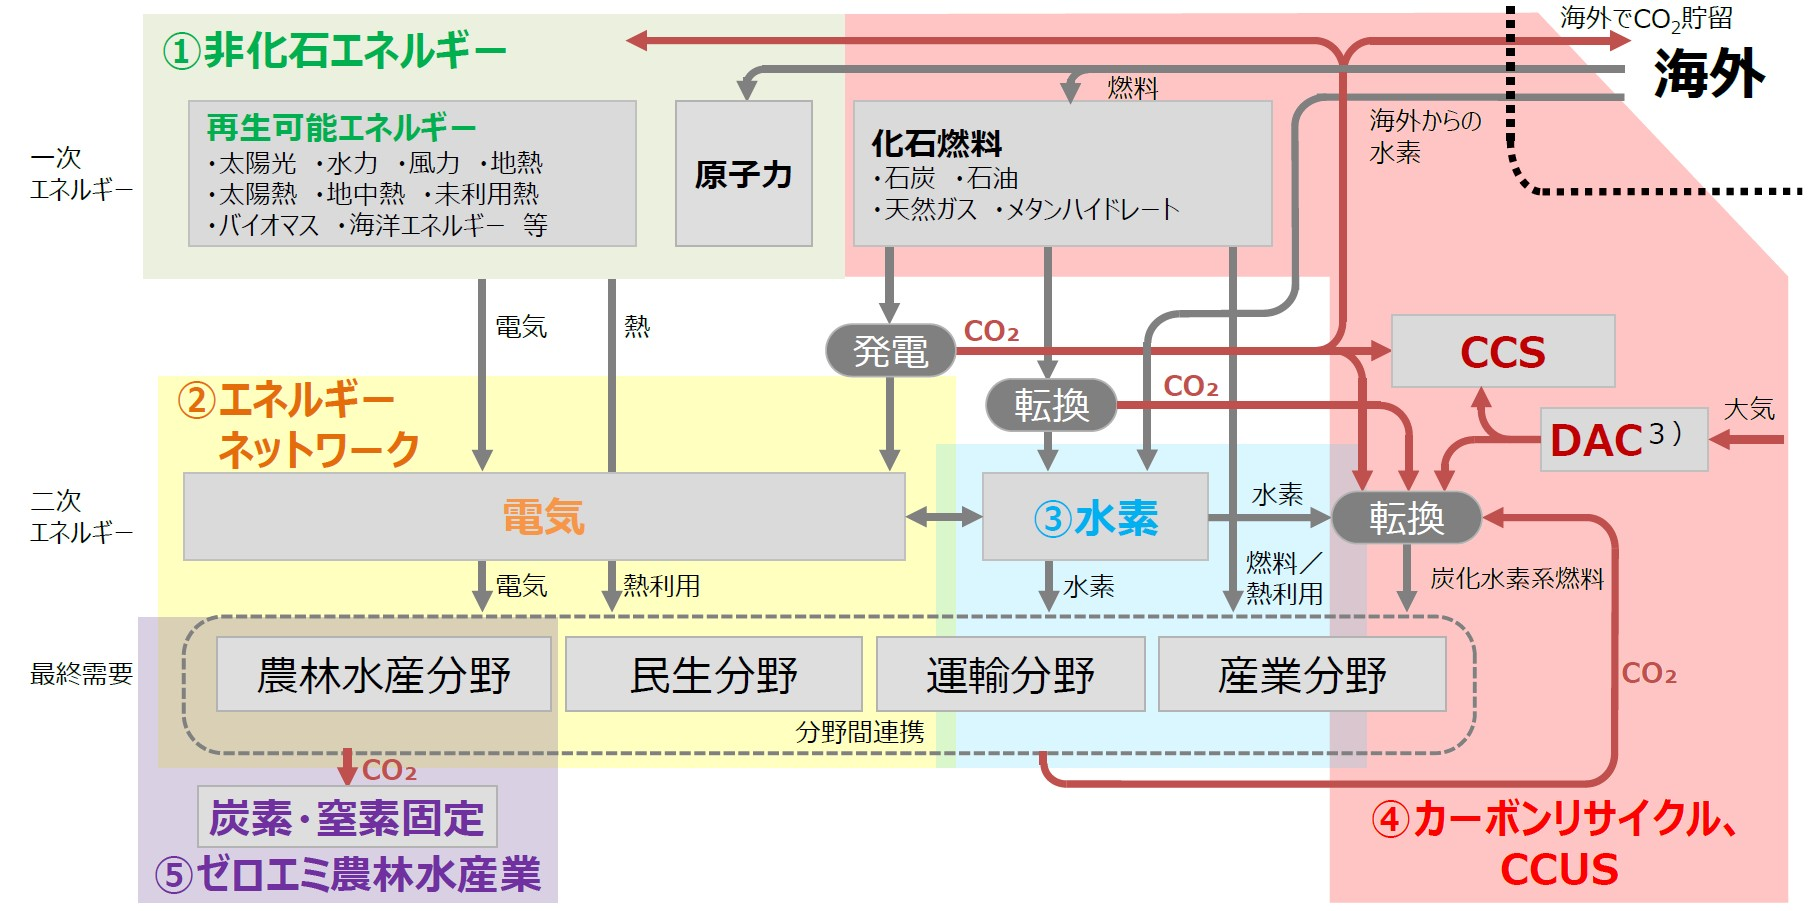 海外でCO₂貯留
①非化石エネルギー
海外
燃料
再生可能エネルギー
・太陽光 ・水力 ・風力 ・地熱
・太陽熱 ・地中熱 ・未利用熱
・バイオマス ・海洋エネルギー 等
原子力
化石燃料
・石炭 ・石油
・天然ガス ・メタンハイドレート
海外からの
水素
一次
エネルギー
電気
熱
発電
CO₂
CCS
②エネルギー
ネットワーク
転換
CO₂
DAC³⁾
大気
二次
エネルギー
電気
③水素
水素
転換
電気
熱利用
水素
燃料／
熱利用
炭化水素系燃料
最終需要
農林水産分野
民生分野
運輸分野
産業分野
CO₂
分野間連携
CO₂
炭素・窒素固定
⑤ゼロエミ農林水産業
④カーボンリサイクル、
CCUS